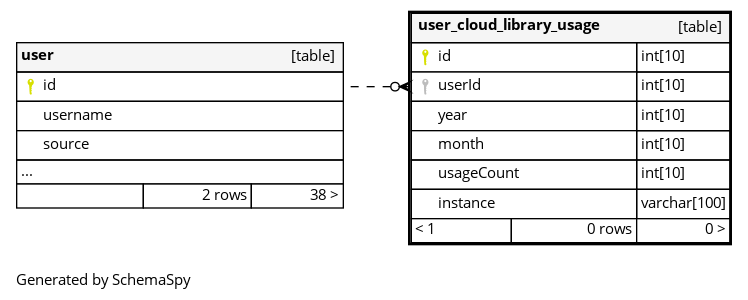 user [table]
id
username
source
...
2 rows 38 >
user_cloud_library_usage [table]
id int[10]
userId int[10]
year int[10]
month int[10]
usageCount int[10]
instance varchar[100]
< 1 0 rows 0 >
Generated by SchemaSpy